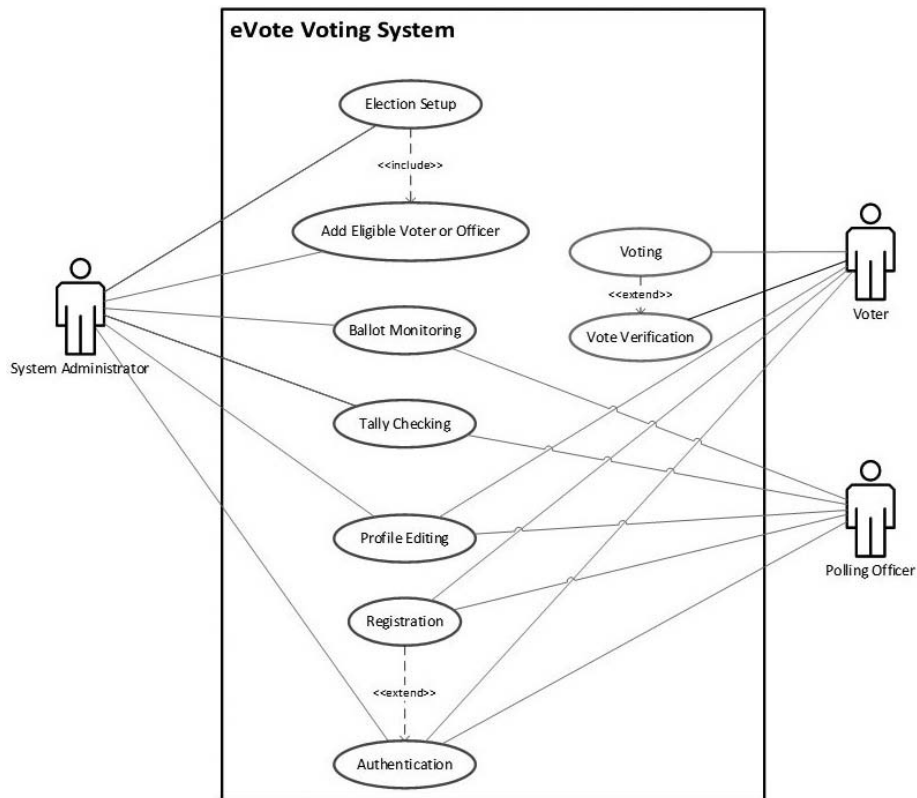 eVote Voting System
Election Setup
<<include>>
Add Eligible Voter or Officer
Voting
<<extend>>
Vote Verification
Voter
System Administrator
Ballot Monitoring
Tally Checking
Profile Editing
Polling Officer
Registration
<<extend>>
Authentication